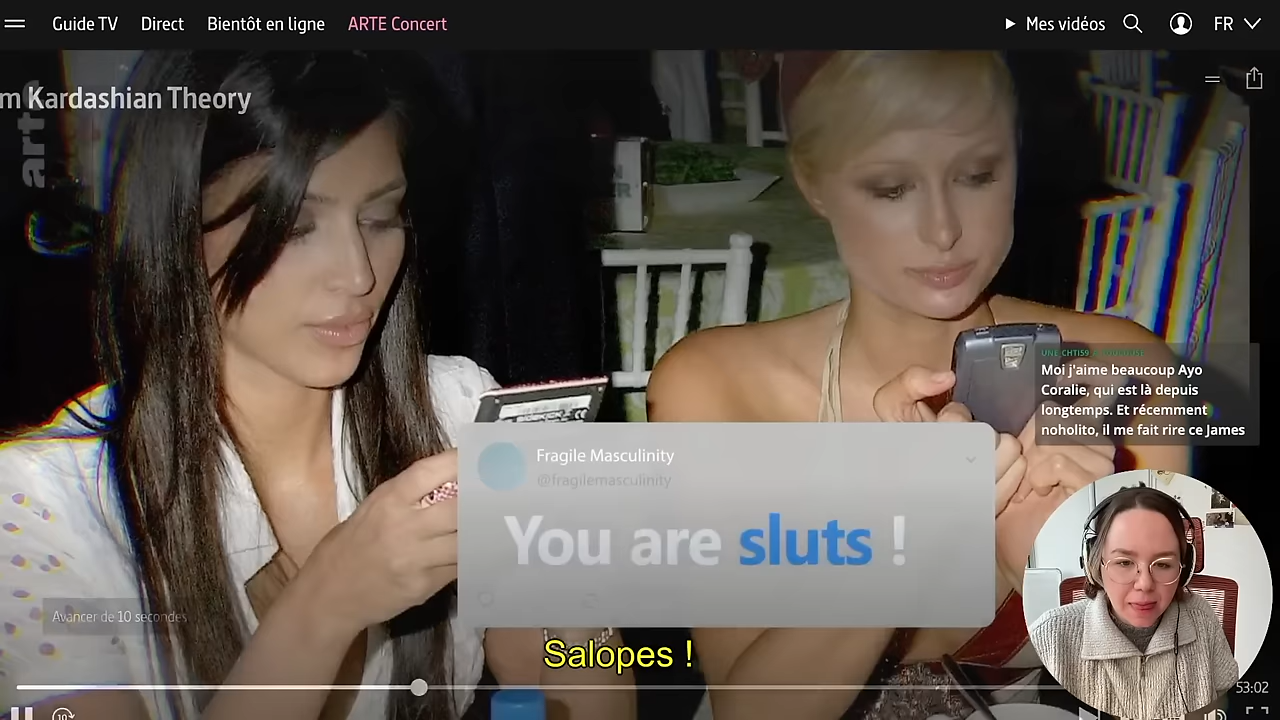 Guide TV Direct Bientôt en ligne ARTE Concert
Mes vidéos FR
m Kardashian Theory
arte
UNE_CHTI59
Moi j'aime beaucoup Ayo
Coralie, qui est là depuis
longtemps. Et récemment
noholito, il me fait rire ce James
Fragile Masculinity
@fragilemasculinity
You are sluts !
Avancer de 10 secondes
Salopes !
53:02
10